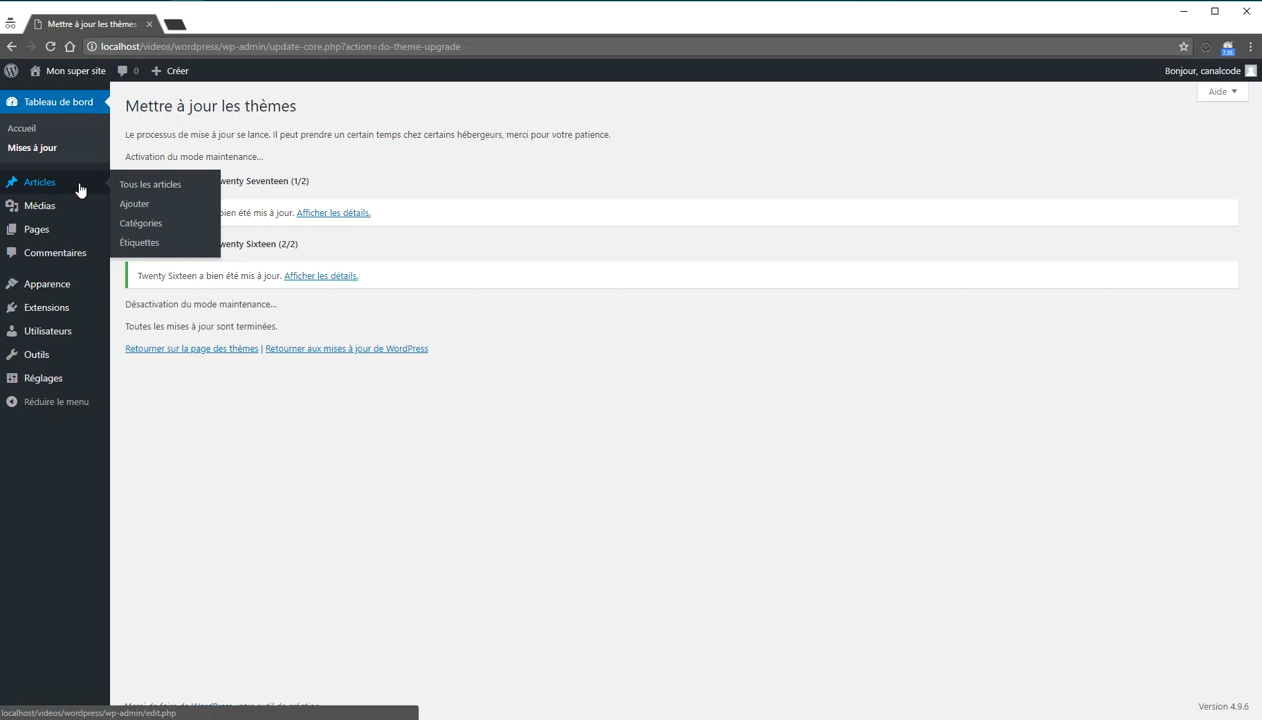 Mettre à jour les thèmes
localhost/videos/wordpress/wp-admin/update-core.php?action=do-theme-upgrade
7.35
Mon super site
0
Créer
Bonjour, canalcode
Tableau de bord
Accueil
Mises à jour
Articles
Médias
Pages
Commentaires
Apparence
Extensions
Utilisateurs
Outils
Réglages
Réduire le menu
Tous les articles
Ajouter
Catégories
Étiquettes
Aide
Mettre à jour les thèmes
Le processus de mise à jour se lance. Il peut prendre un certain temps chez certains hébergeurs, merci pour votre patience.
Activation du mode maintenance...
wenty Seventeen (1/2)
bien été mis à jour. Afficher les détails.
wenty Sixteen (2/2)
Twenty Sixteen a bien été mis à jour. Afficher les détails.
Désactivation du mode maintenance...
Toutes les mises à jour sont terminées.
Retourner sur la page des thèmes | Retourner aux mises à jour de WordPress
Version 4.9.6
localhost/videos/wordpress/wp-admin/edit.php